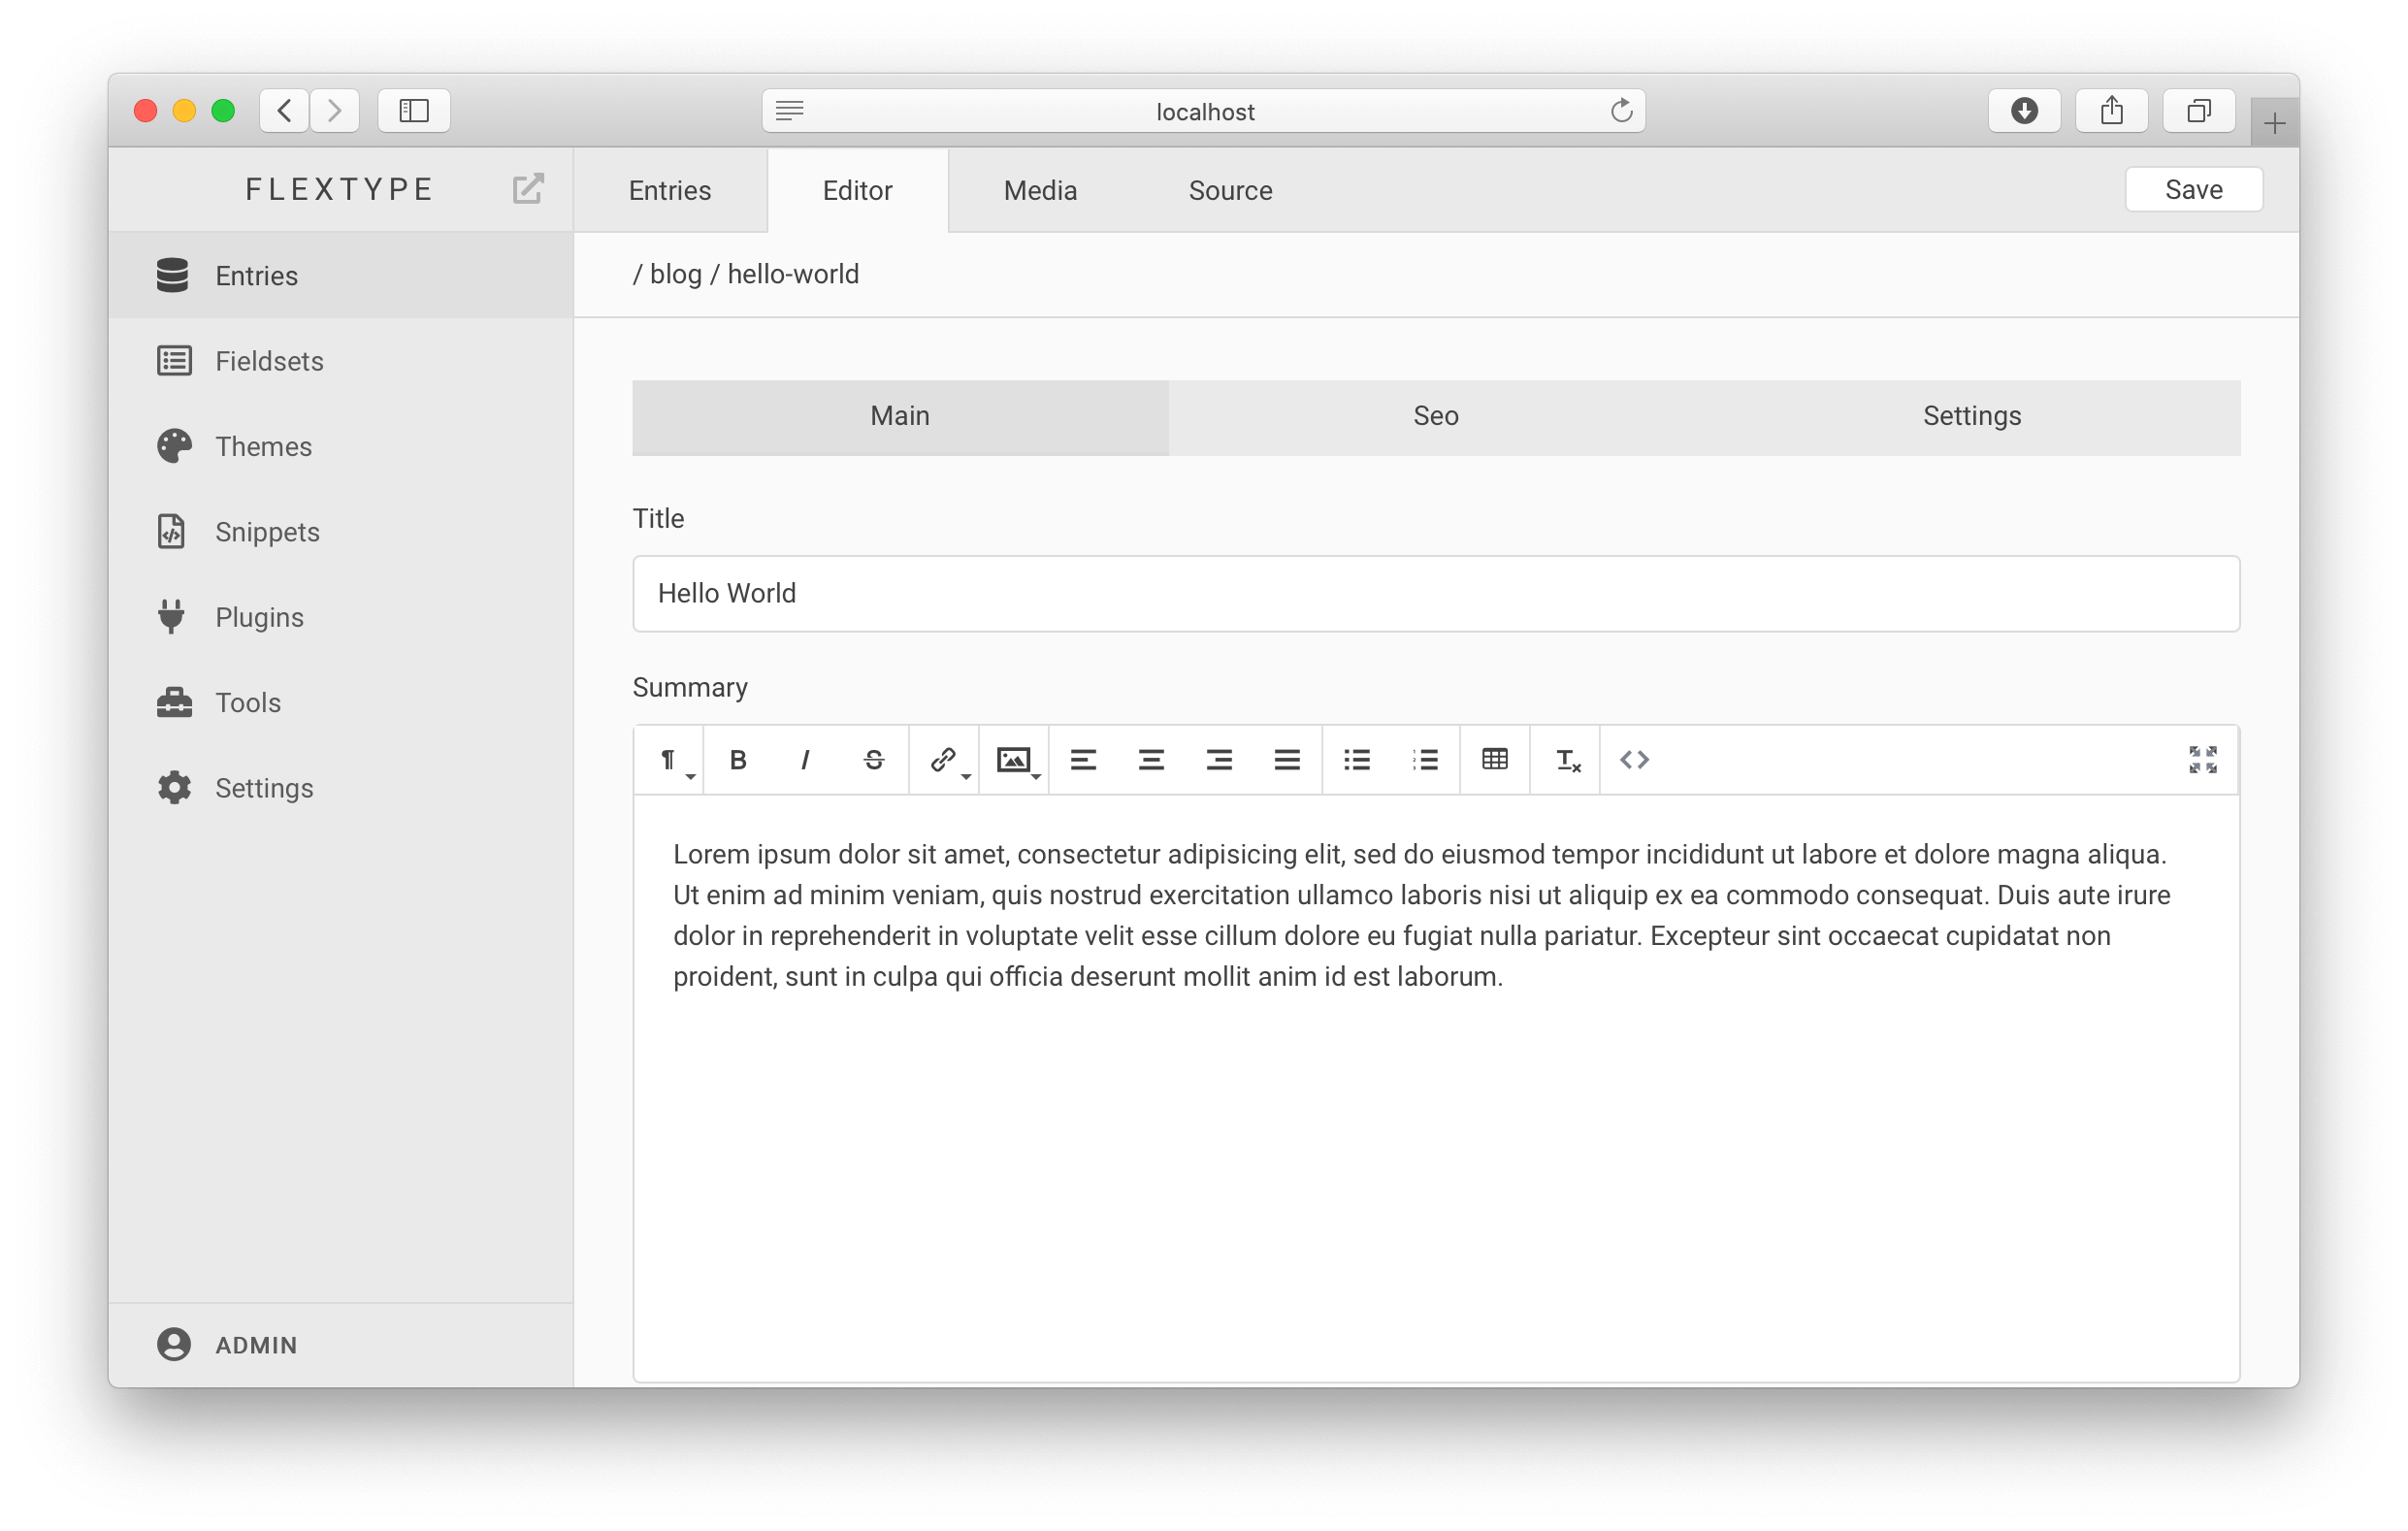 localhost
FLEXTYPE
Entries
Editor
Media
Source
Save
Entries
Fieldsets
Themes
Snippets
Plugins
Tools
Settings
ADMIN
/ blog / hello-world
Main
Seo
Settings
Title
Hello World
Summary
Lorem ipsum dolor sit amet, consectetur adipisicing elit, sed do eiusmod tempor incididunt ut labore et dolore magna aliqua.
Ut enim ad minim veniam, quis nostrud exercitation ullamco laboris nisi ut aliquip ex ea commodo consequat. Duis aute irure
dolor in reprehenderit in voluptate velit esse cillum dolore eu fugiat nulla pariatur. Excepteur sint occaecat cupidatat non
proident, sunt in culpa qui officia deserunt mollit anim id est laborum.